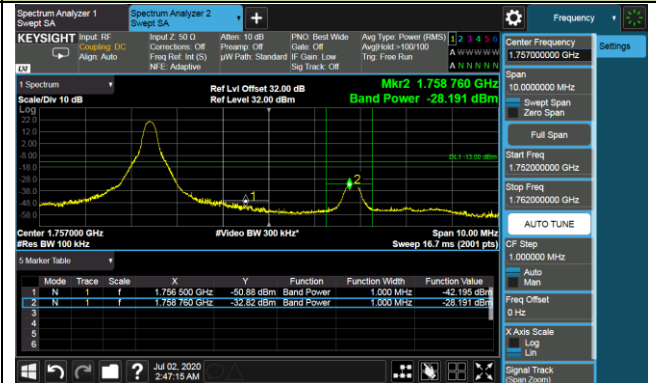 Spectrum Analyzer 1
Swept SA
Spectrum Analyzer 2
Swept SA
+
Frequency
KEYSIGHT
Input: RF
Coupling: DC
Align: Auto
Input Z: 50 Ω
Corrections: Off
Freq Ref: Int (S)
NFE: Adaptive
Atten: 10 dB
Preamp: Off
µW Path: Standard
PNO: Best Wide
Gate: Off
IF Gain: Low
Sig Track: Off
Avg Type: Power (RMS)
Avg|Hold:>100/100
Trig: Free Run
1 2 3 4 5 6
A W W W W W
A N N N N N
LXI
Center Frequency
1.757000000 GHz
Settings
Span
10.0000000 MHz
Swept Span
Zero Span
Full Span
Start Freq
1.752000000 GHz
Stop Freq
1.762000000 GHz
AUTO TUNE
CF Step
1.000000 MHz
Auto
Man
Freq Offset
0 Hz
X Axis Scale
Log
Lin
Signal Track
(Span Zoom)
1 Spectrum
Scale/Div 10 dB
Ref Lvl Offset 32.00 dB
Ref Level 32.00 dBm
Mkr2 1.758 760 GHz
Band Power -28.191 dBm
Log
22.0
12.0
2.00
-8.00
-18.0
-28.0
-38.0
-48.0
-58.0
DL1 -13.00 dBm
1
2
Center 1.757000 GHz
#Res BW 100 kHz
#Video BW 300 kHz*
Span 10.00 MHz
Sweep 16.7 ms (2001 pts)
5 Marker Table
Mode Trace Scale X Y Function Function Width Function Value
1 N 1 f 1.756 500 GHz -50.88 dBm Band Power 1.000 MHz -42.195 dBm
2 N 1 f 1.758 760 GHz -32.82 dBm Band Power 1.000 MHz -28.191 dBm
3
4
5
6
?
Jul 02, 2020
2:47:15 AM